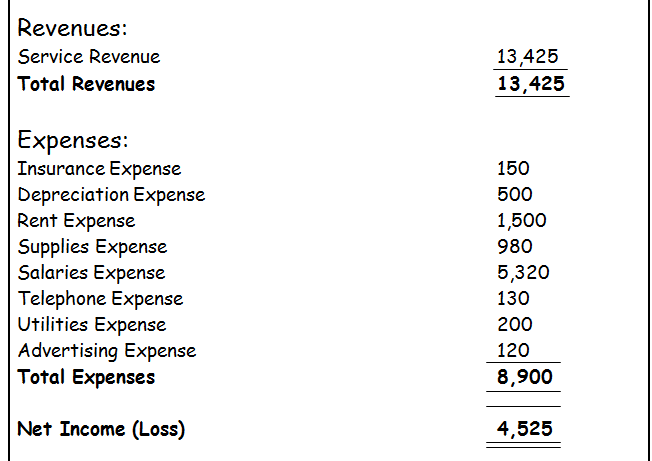 Revenues:
Service Revenue 13,425
Total Revenues 13,425
Expenses:
Insurance Expense 150
Depreciation Expense 500
Rent Expense 1,500
Supplies Expense 980
Salaries Expense 5,320
Telephone Expense 130
Utilities Expense 200
Advertising Expense 120
Total Expenses 8,900
Net Income (Loss) 4,525